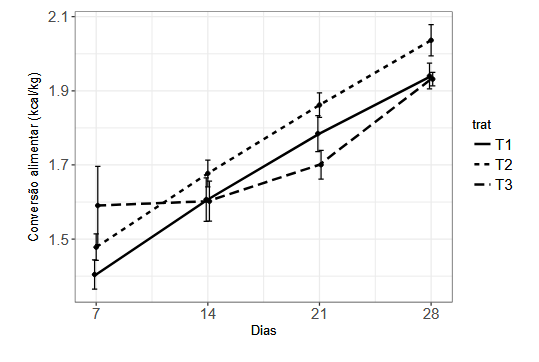 Conversão alimentar (kcal/kg)
2.1
1.9
1.7
1.5
7 14 21 28
Dias
trat
T1
T2
T3